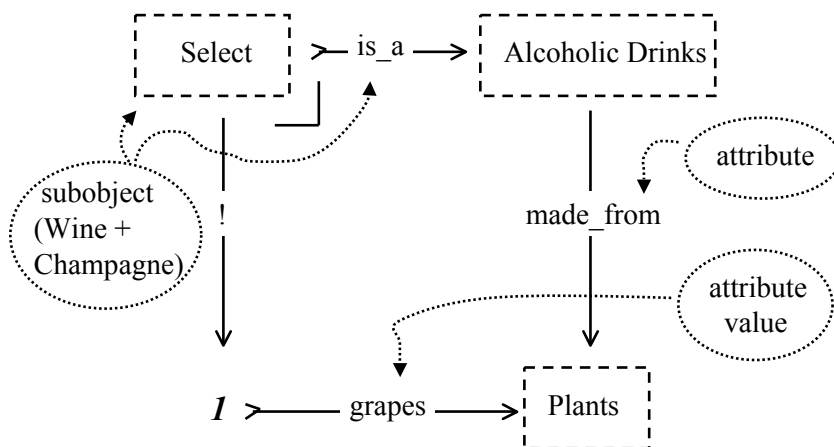 Select
is_a
Alcoholic Drinks
subobject
(Wine +
Champagne)
!
made_from
attribute
attribute
value
1
grapes
Plants